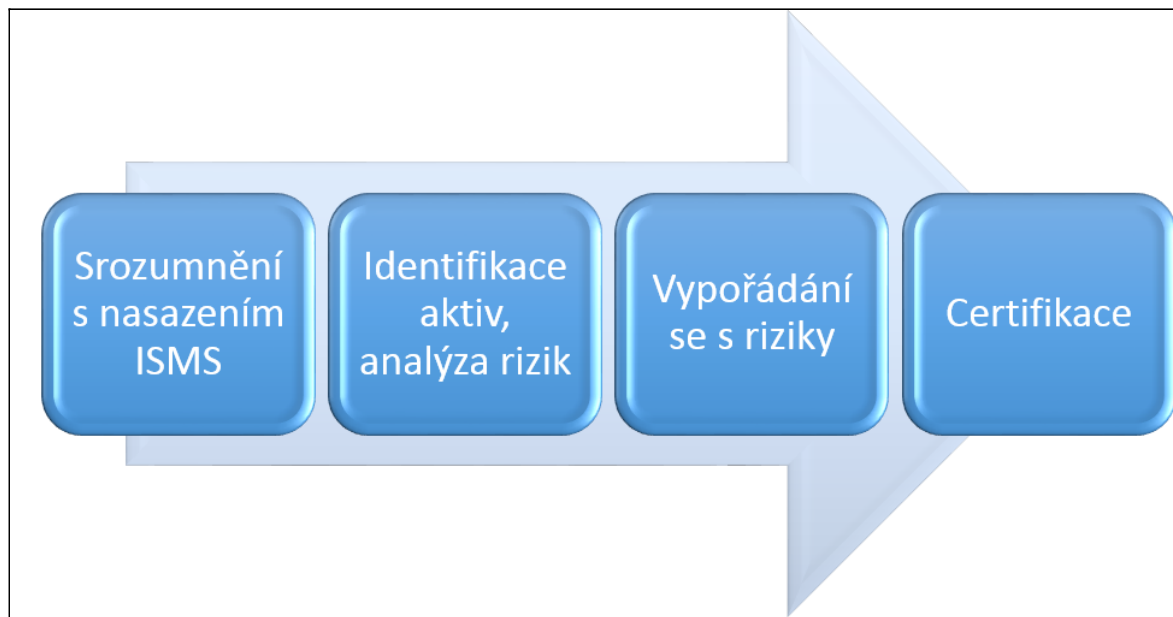 Srozumnění
s nasazením
ISMS
Identifikace
aktiv,
analýza rizik
Vypořádání
se s riziky
Certifikace